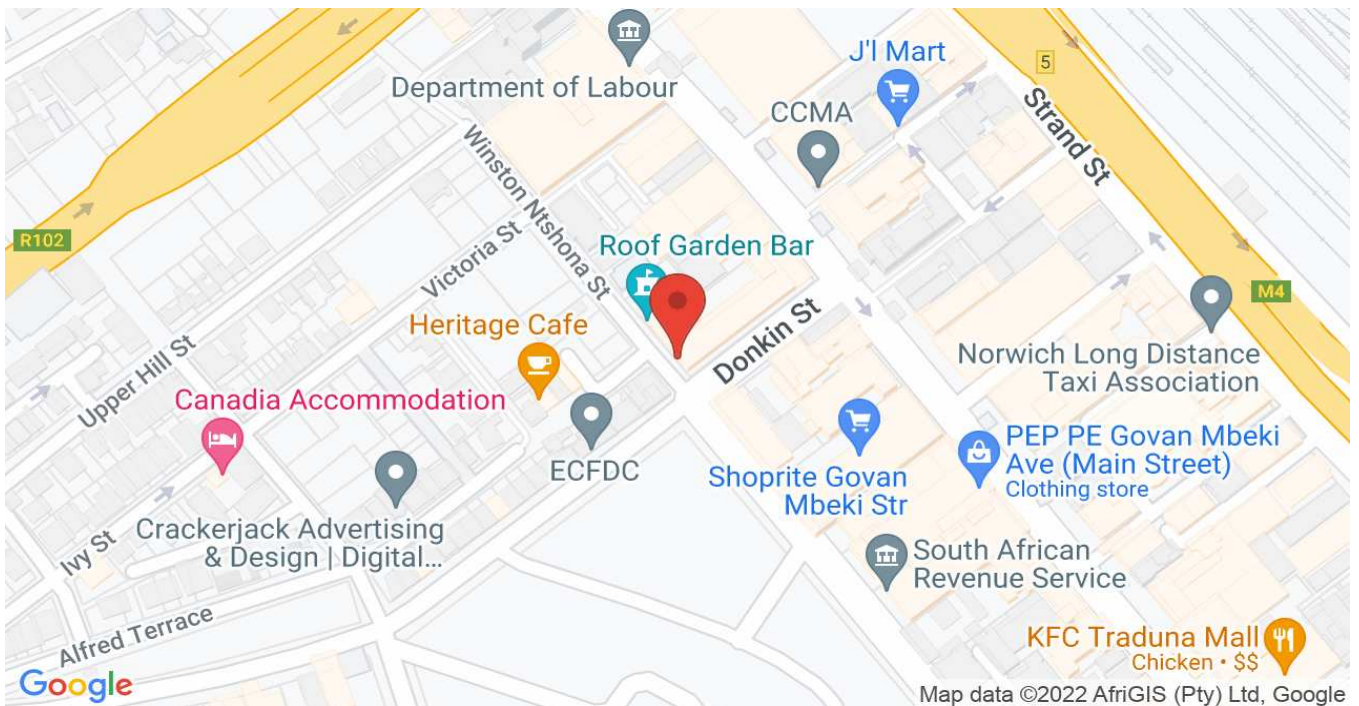 Department of Labour
J'l Mart
CCMA
5
Strand St
Winston Ntshona St
R102
Victoria St
Roof Garden Bar
M4
Heritage Cafe
Donkin St
Norwich Long Distance
Taxi Association
Upper Hill St
Canadia Accommodation
ECFDC
Shoprite Govan
Mbeki Str
PEP PE Govan Mbeki
Ave (Main Street)
Clothing store
Crackerjack Advertising
& Design | Digital...
Ivy St
South African
Revenue Service
Alfred Terrace
KFC Traduna Mall
Chicken • $$
Google
Map data ©2022 AfriGIS (Pty) Ltd, Google